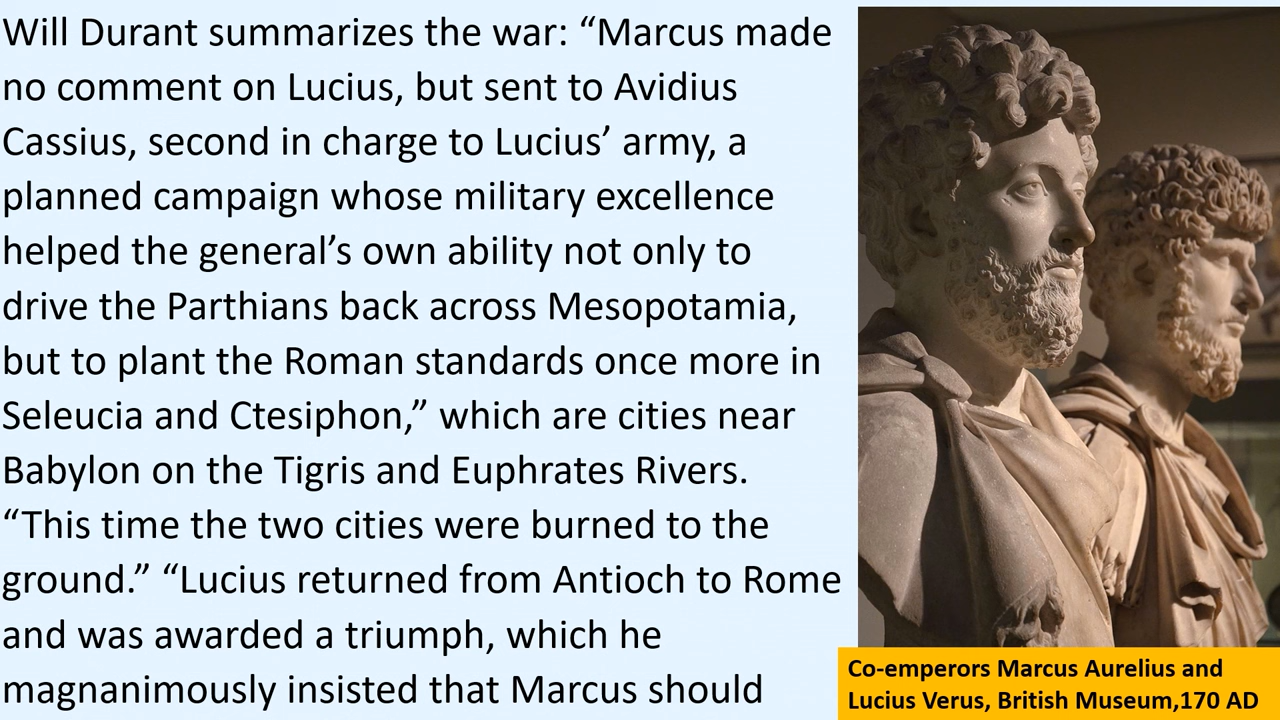 Will Durant summarizes the war: “Marcus made
no comment on Lucius, but sent to Avidius
Cassius, second in charge to Lucius’ army, a
planned campaign whose military excellence
helped the general’s own ability not only to
drive the Parthians back across Mesopotamia,
but to plant the Roman standards once more in
Seleucia and Ctesiphon,” which are cities near
Babylon on the Tigris and Euphrates Rivers.
“This time the two cities were burned to the
ground.” “Lucius returned from Antioch to Rome
and was awarded a triumph, which he
magnanimously insisted that Marcus should
Co-emperors Marcus Aurelius and
Lucius Verus, British Museum,170 AD